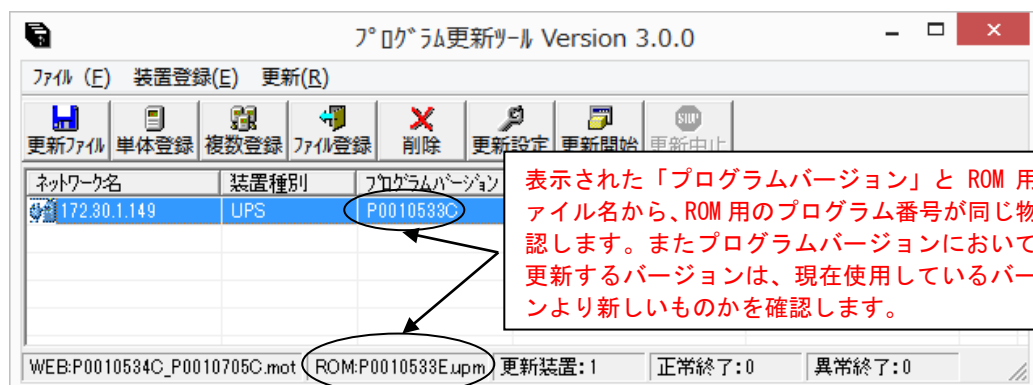 プログラム更新ツール Version 3.0.0
ファイル (F) 装置登録(E) 更新(R)
更新ファイル 単体登録 複数登録 ファイル登録 削除 更新設定 更新開始 更新中止
ネットワーク名 装置種別 プログラムバージョン
172.30.1.149 UPS P0010533C
表示された「プログラムバージョン」と ROM 用
ァイル名から、ROM 用のプログラム番号が同じ物
認します。またプログラムバージョンにおいて
更新するバージョンは、現在使用しているバー
ンより新しいものかを確認します。
WEB:P0010534C_P0010705C.mot ROM:P0010533E.upm 更新装置:1 正常終了:0 異常終了:0